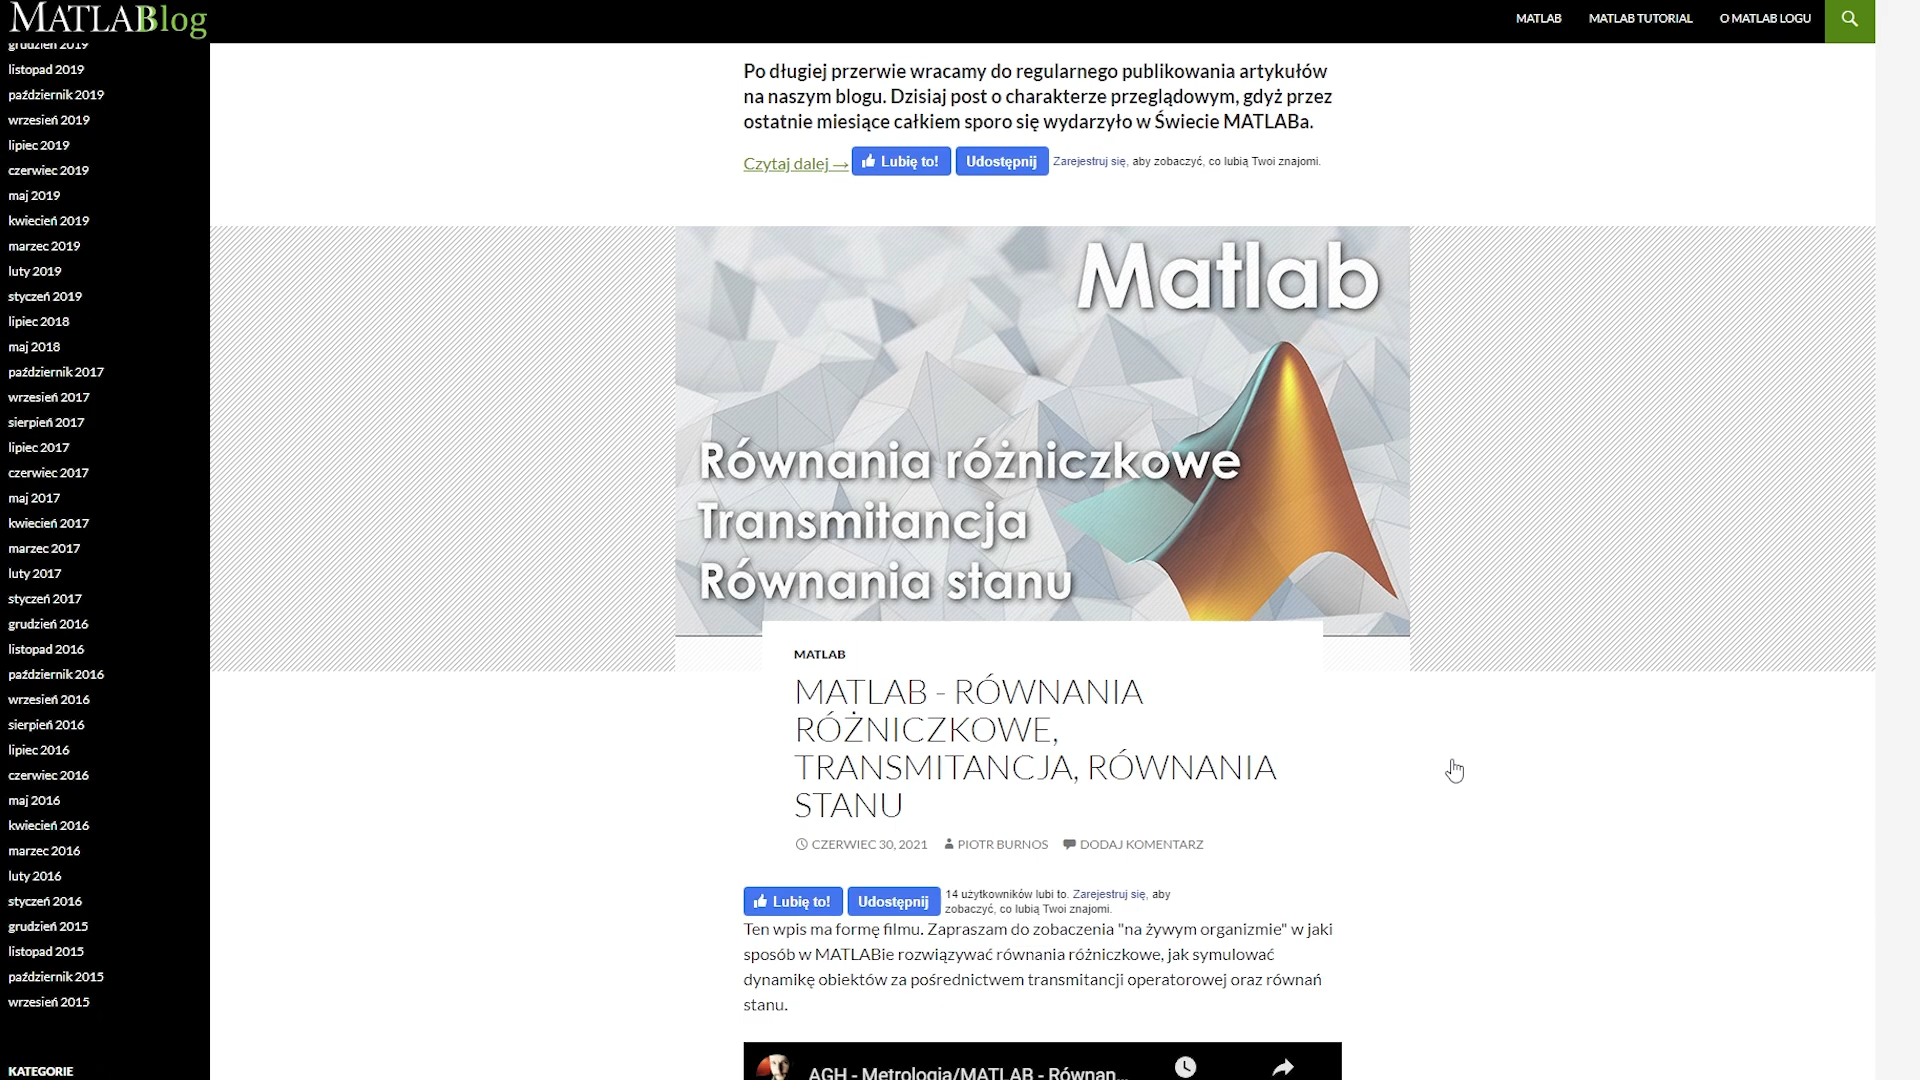 MATLABBlog
MATLAB
MATLAB TUTORIAL
O MATLAB LOGU
grudzień 2019
listopad 2019
październik 2019
wrzesień 2019
lipiec 2019
czerwiec 2019
maj 2019
kwiecień 2019
marzec 2019
luty 2019
styczeń 2019
lipiec 2018
maj 2018
październik 2017
wrzesień 2017
sierpień 2017
lipiec 2017
czerwiec 2017
maj 2017
kwiecień 2017
marzec 2017
luty 2017
styczeń 2017
grudzień 2016
listopad 2016
październik 2016
wrzesień 2016
sierpień 2016
lipiec 2016
czerwiec 2016
maj 2016
kwiecień 2016
marzec 2016
luty 2016
styczeń 2016
grudzień 2015
listopad 2015
październik 2015
wrzesień 2015
KATEGORIE
Po długiej przerwie wracamy do regularnego publikowania artykułów
na naszym blogu. Dzisiaj post o charakterze przeglądowym, gdyż przez
ostatnie miesiące całkiem sporo się wydarzyło w Świecie MATLABa.
Czytaj dalej → Lubię to! Udostępnij Zarejestruj się, aby zobaczyć, co lubią Twoi znajomi.
Matlab
Równania różniczkowe
Transmitancja
Równania stanu
MATLAB
MATLAB - RÓWNANIA
RÓŻNICZKOWE,
TRANSMITANCJA, RÓWNANIA
STANU
CZERWIEC 30, 2021 PIOTR BURNOS DODAJ KOMENTARZ
Lubię to! Udostępnij 14 użytkowników lubi to. Zarejestruj się, aby
zobaczyć, co lubią Twoi znajomi.
Ten wpis ma formę filmu. Zapraszam do zobaczenia "na żywym organizmie" w jaki
sposób w MATLABie rozwiązywać równania różniczkowe, jak symulować
dynamikę obiektów za pośrednictwem transmitancji operatorowej oraz równań
stanu.
AGH - Metrologia/MATLAB - Równan...